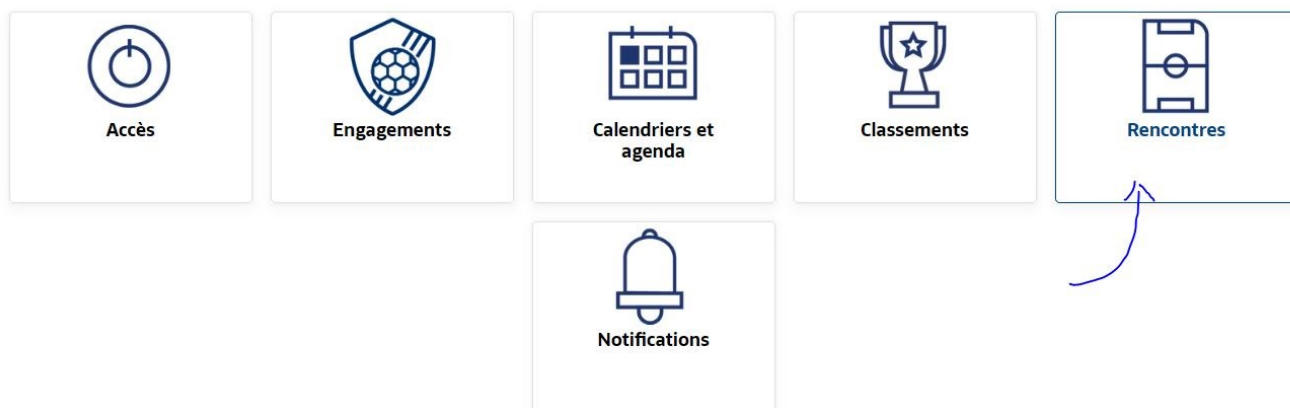 Accès
Engagements
Calendriers et
agenda
Classements
Rencontres
Notifications